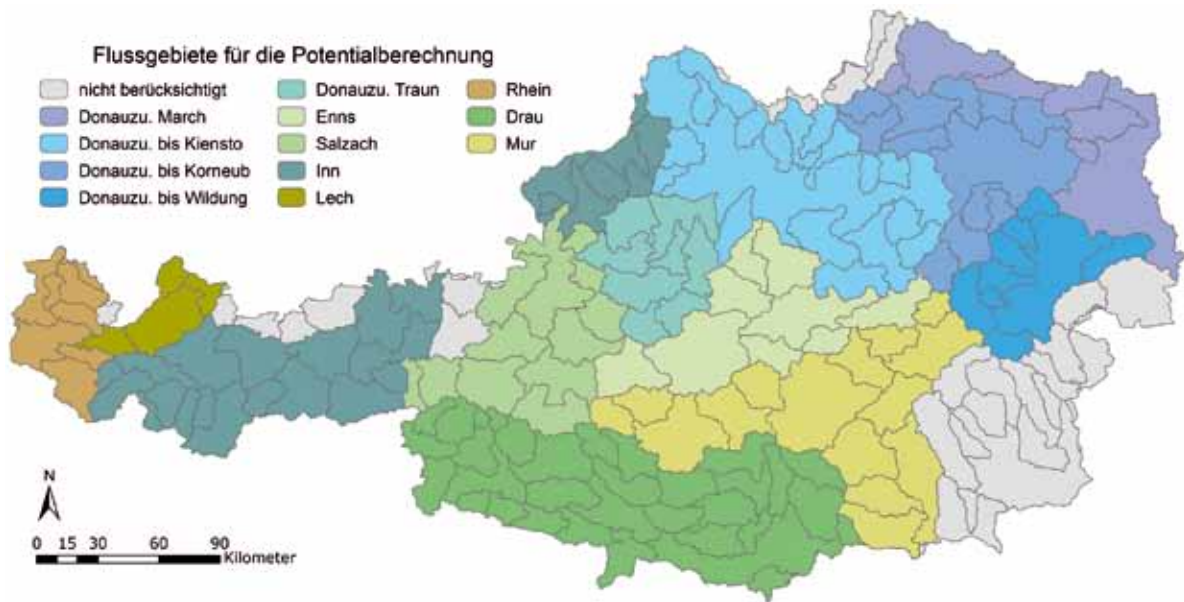 Flussgebiete für die Potentialberechnung
nicht berücksichtigt
Donauzu. March
Donauzu. bis Kiensto
Donauzu. bis Korneub
Donauzu. bis Wildung
Donauzu. Traun
Enns
Salzach
Inn
Lech
Rhein
Drau
Mur
N
0 15 30 60 90
Kilometer